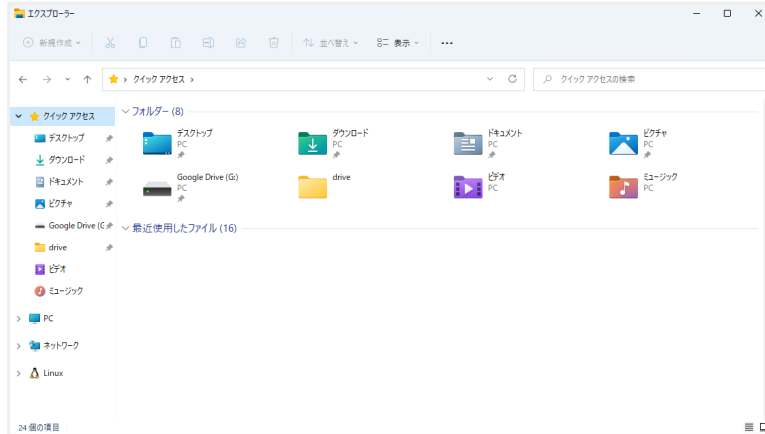 エクスプローラー
新規作成
並べ替え
表示
クイック アクセス
クイック アクセスの検索
クイック アクセス
デスクトップ
ダウンロード
ドキュメント
ピクチャ
Google Drive (G
drive
ビデオ
ミュージック
PC
ネットワーク
Linux
フォルダー (8)
デスクトップ
PC
ダウンロード
PC
ドキュメント
PC
ピクチャ
PC
Google Drive (G:)
PC
drive
ビデオ
PC
ミュージック
PC
最近使用したファイル (16)
24 個の項目